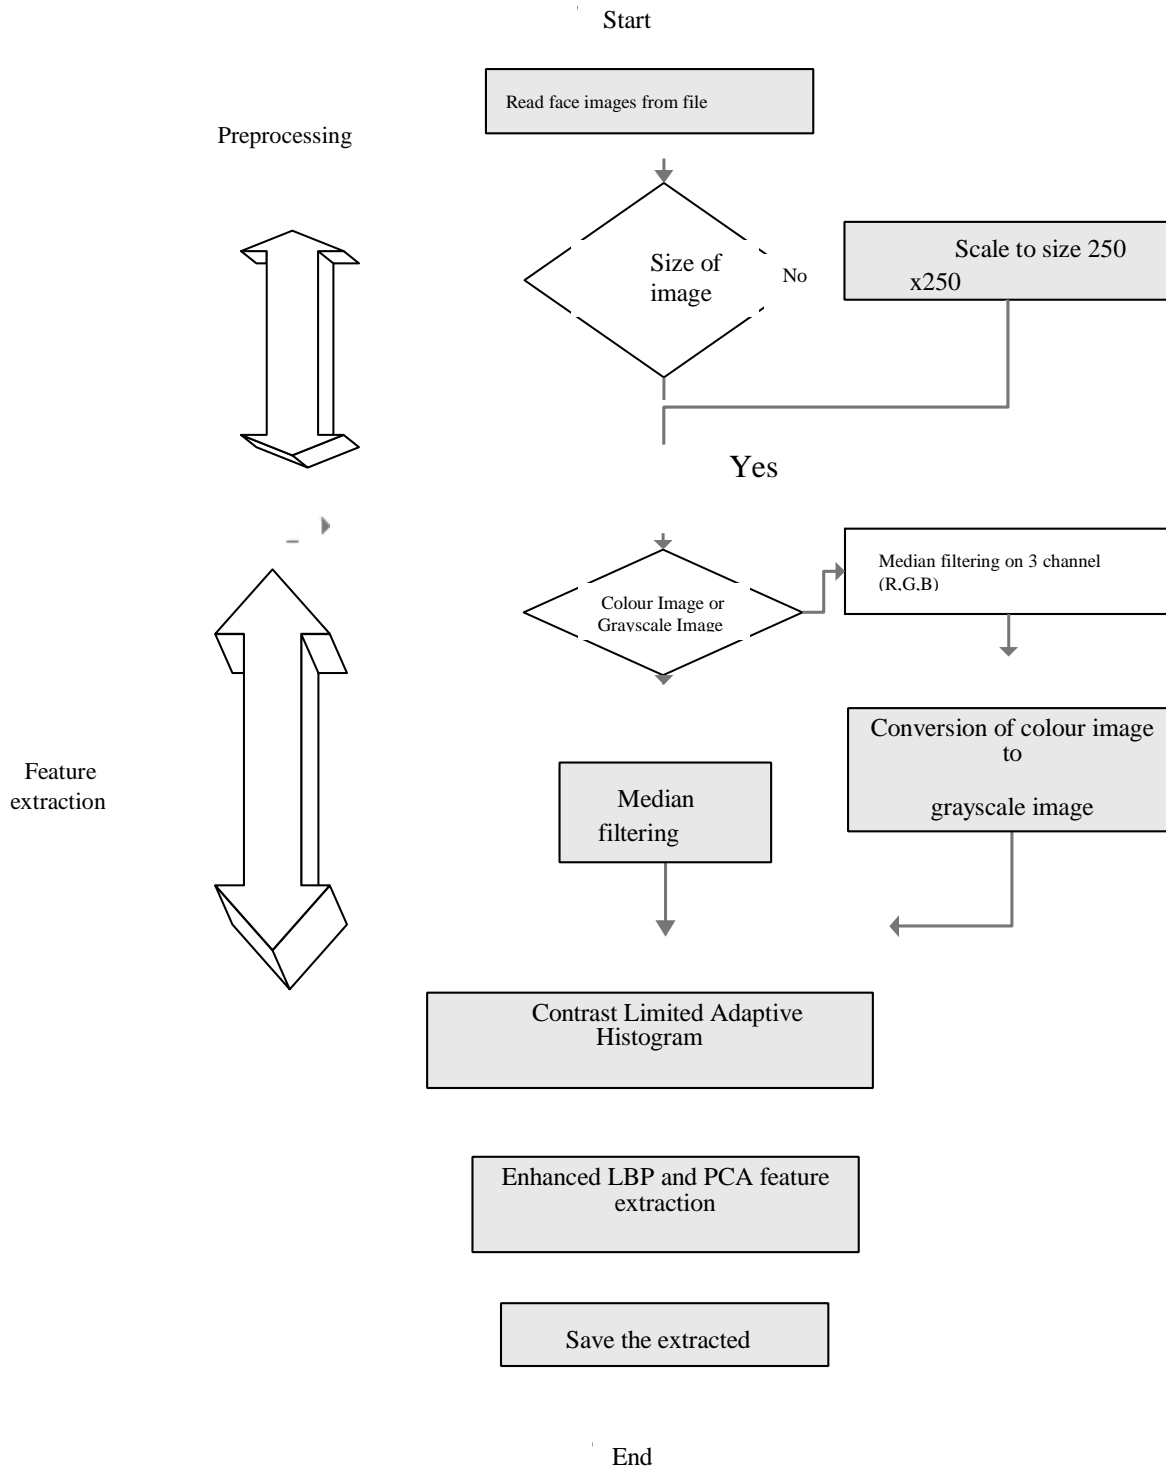 Start
Read face images from file
Preprocessing
Size of
image
No
Scale to size 250
x250
Yes
Colour Image or
Grayscale Image
Median filtering on 3 channel
(R,G,B)
Conversion of colour image
to
grayscale image
Median
filtering
Feature
extraction
Contrast Limited Adaptive
Histogram
Enhanced LBP and PCA feature
extraction
Save the extracted
End